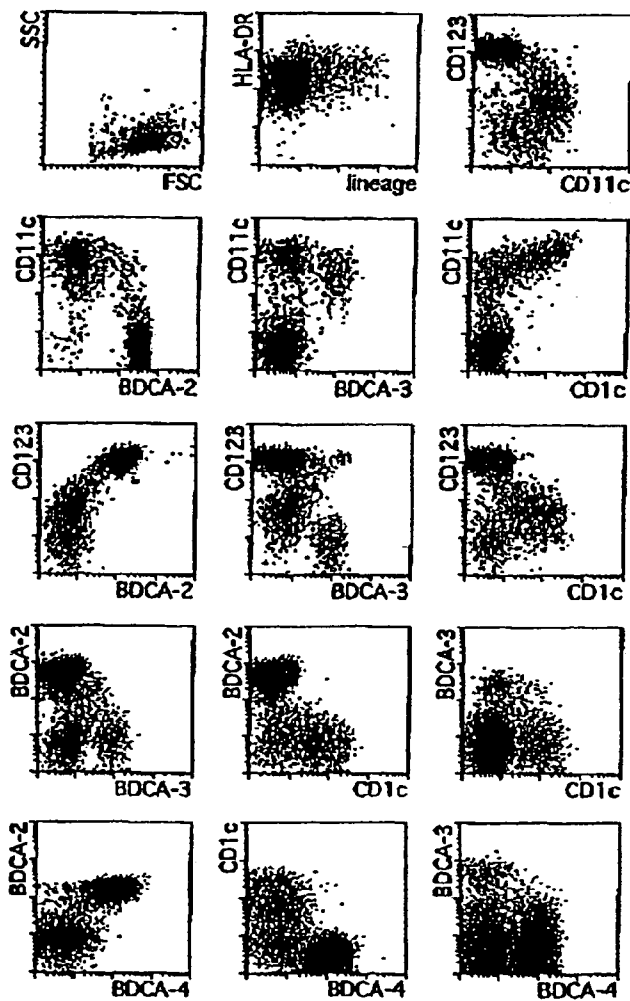 SSC
FSC
HLA-DR
lineage
CD123
CD11c
CD11c
BDCA-2
CD11c
BDCA-3
CD11c
CD1c
CD123
BDCA-2
CD123
BDCA-3
CD123
CD1c
BDCA-2
BDCA-3
BDCA-2
CD1c
BDCA-3
CD1c
BDCA-2
BDCA-4
CD1c
BDCA-4
BDCA-3
BDCA-4